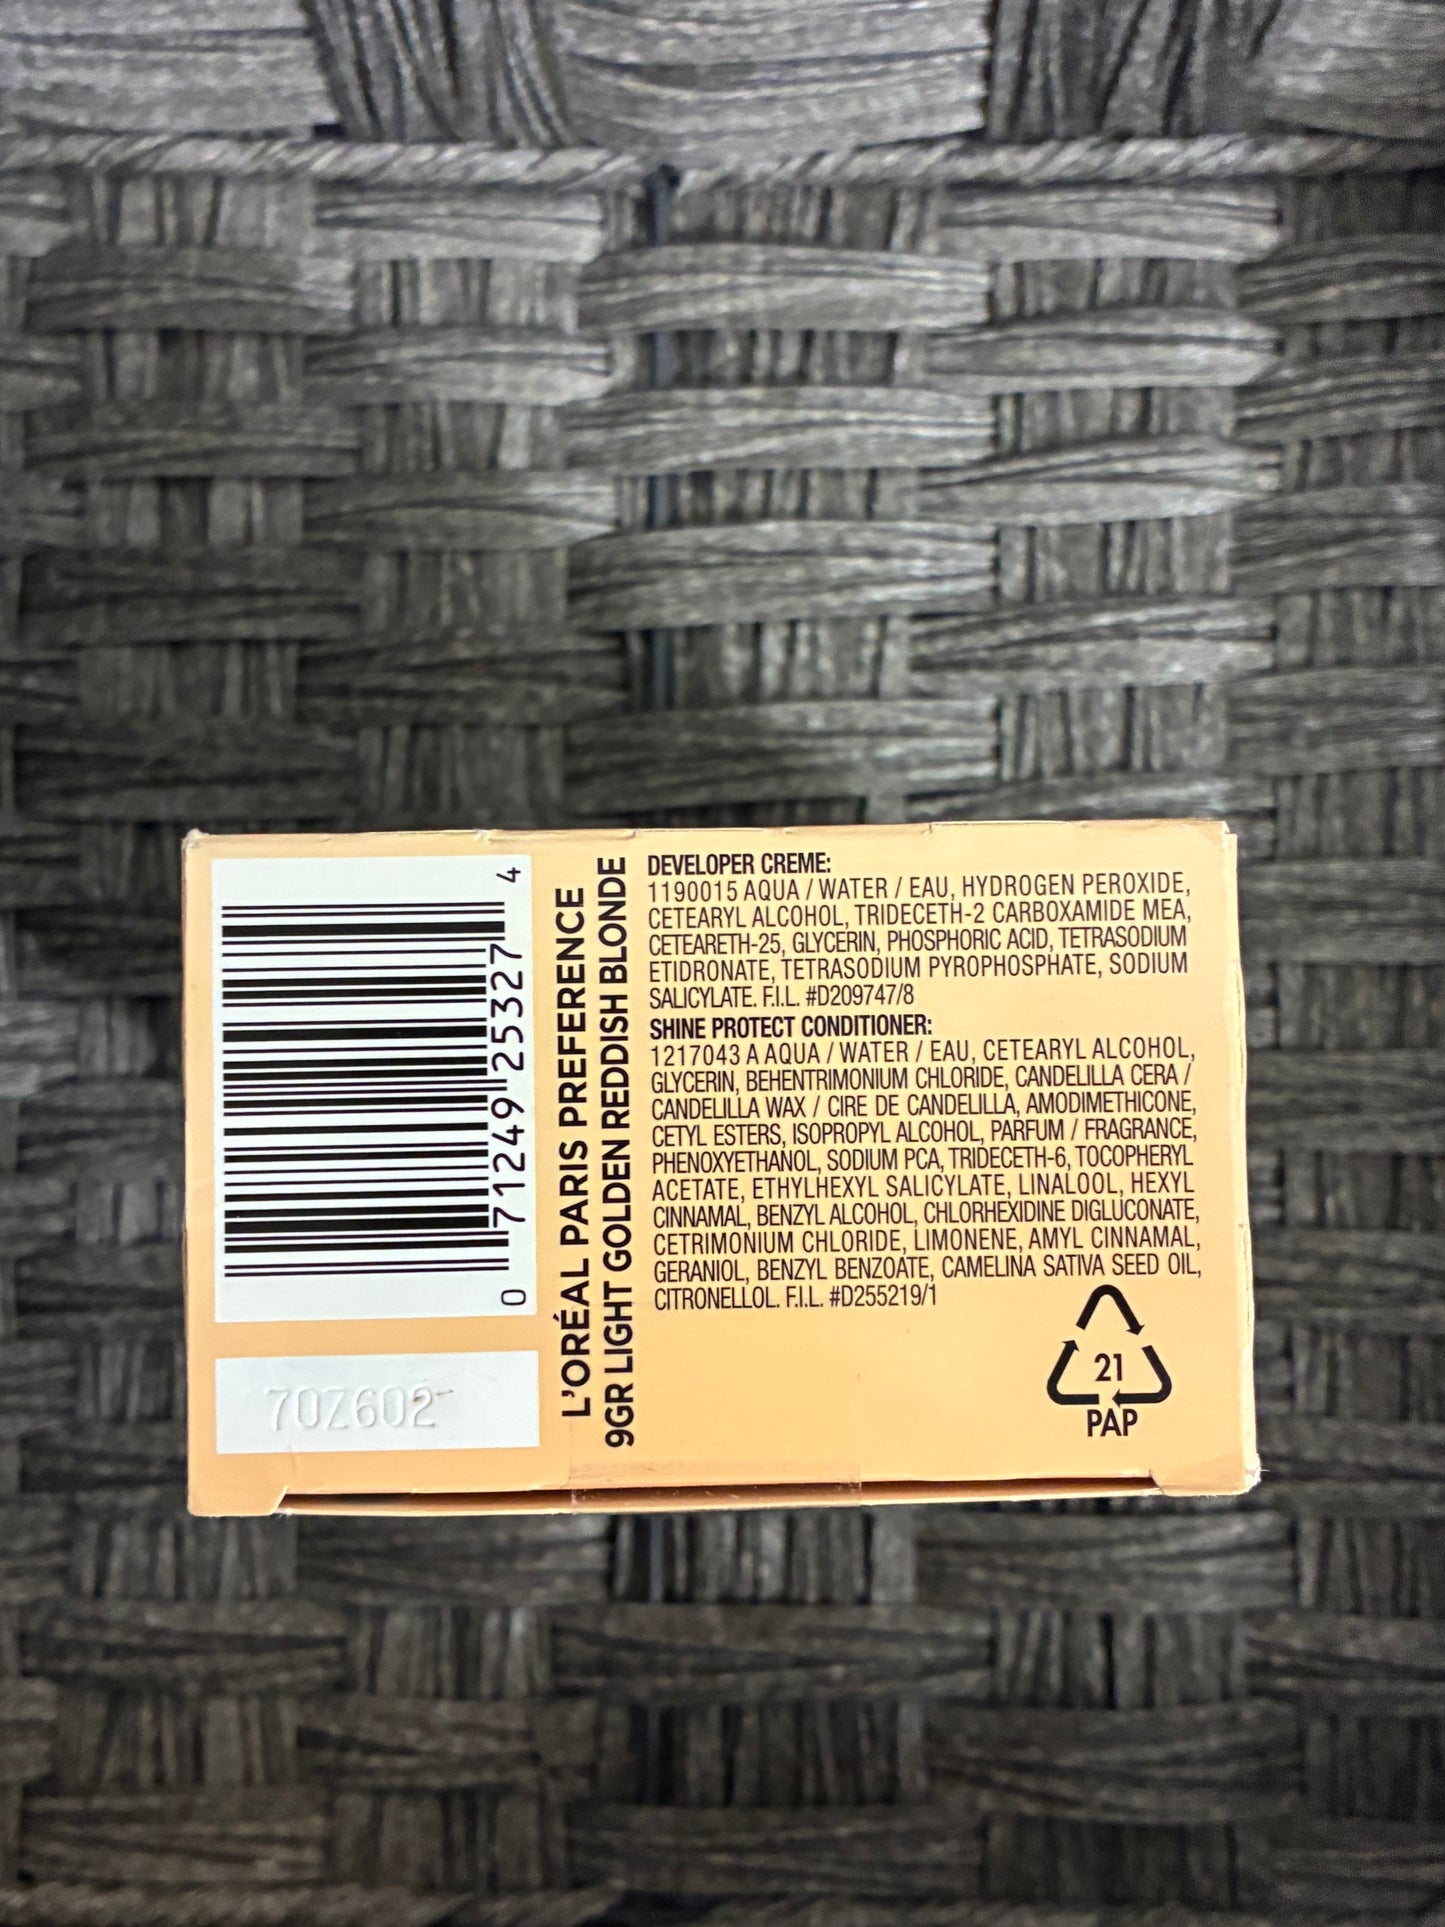 0 71249 25327 4
70Z602
L'ORÉAL PARIS PREFERENCE
9GR LIGHT GOLDEN REDDISH BLONDE
DEVELOPER CREME:
1190015 AQUA / WATER / EAU, HYDROGEN PEROXIDE,
CETEARYL ALCOHOL, TRIDECETH-2 CARBOXAMIDE MEA,
CETEARETH-25, GLYCERIN, PHOSPHORIC ACID, TETRASODIUM
ETIDRONATE, TETRASODIUM PYROPHOSPHATE, SODIUM
SALICYLATE. F.I.L. #D209747/8
SHINE PROTECT CONDITIONER:
1217043 A AQUA / WATER / EAU, CETEARYL ALCOHOL,
GLYCERIN, BEHENTRIMONIUM CHLORIDE, CANDELILLA CERA /
CANDELILLA WAX / CIRE DE CANDELILLA, AMODIMETHICONE,
CETYL ESTERS, ISOPROPYL ALCOHOL, PARFUM / FRAGRANCE,
PHENOXYETHANOL, SODIUM PCA, TRIDECETH-6, TOCOPHERYL
ACETATE, ETHYLHEXYL SALICYLATE, LINALOOL, HEXYL
CINNAMAL, BENZYL ALCOHOL, CHLORHEXIDINE DIGLUCONATE,
CETRIMONIUM CHLORIDE, LIMONENE, AMYL CINNAMAL,
GERANIOL, BENZYL BENZOATE, CAMELINA SATIVA SEED OIL,
CITRONELLOL. F.I.L. #D255219/1
21
PAP